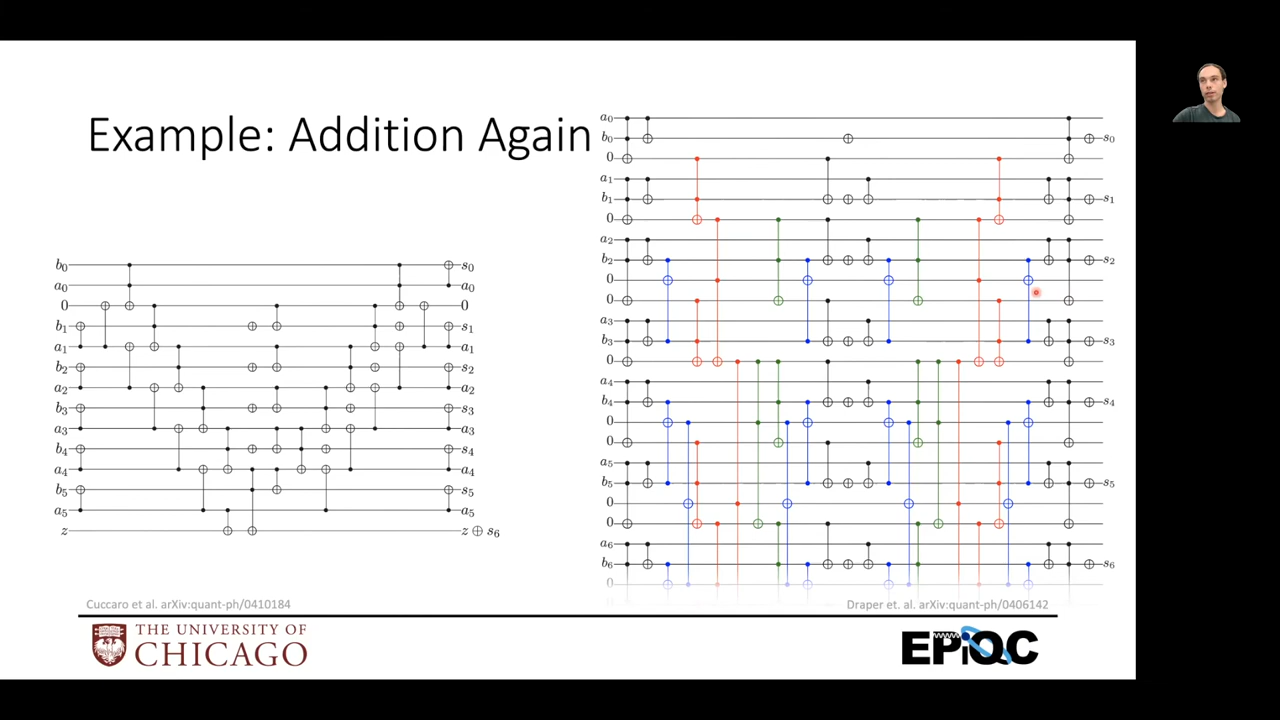 Example: Addition Again
b0 s0
a0 a0
0 0
b1 s1
a1 a1
b2 s2
a2 a2
b3 s3
a3 a3
b4 s4
a4 a4
b5 s5
a5 a5
z z ⊕ s6
a0
b0 s0
0
a1
b1 s1
0
a2
b2 s2
0
0
a3
b3 s3
0
a4
b4 s4
0
0
a5
b5 s5
0
0
a6
b6 s6
0
Cuccaro et al. arXiv:quant-ph/0410184
Draper et. al. arXiv:quant-ph/0406142
THE UNIVERSITY OF
CHICAGO
EPiQC